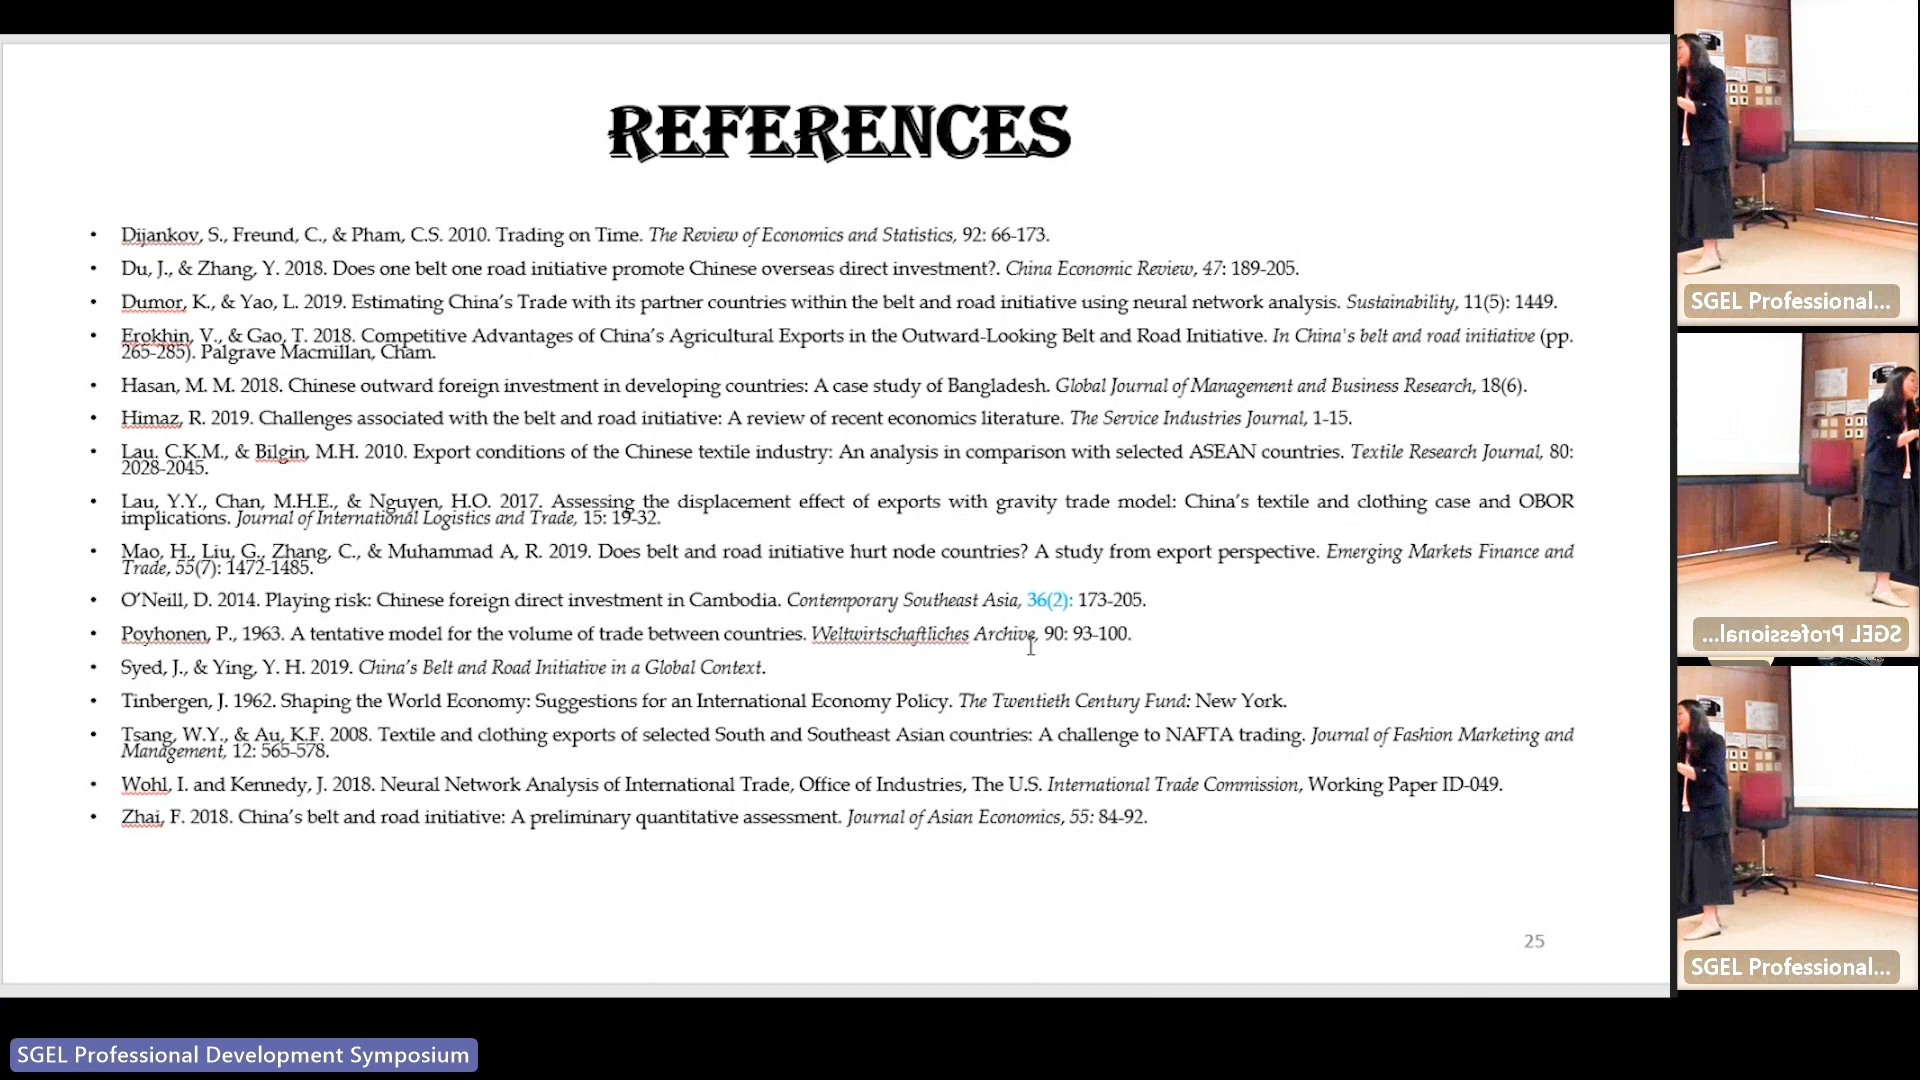 REFERENCES
• Dijankov, S., Freund, C., & Pham, C.S. 2010. Trading on Time. The Review of Economics and Statistics, 92: 66-173.
• Du, J., & Zhang, Y. 2018. Does one belt one road initiative promote Chinese overseas direct investment?. China Economic Review, 47: 189-205.
• Dumor, K., & Yao, L. 2019. Estimating China’s Trade with its partner countries within the belt and road initiative using neural network analysis. Sustainability, 11(5): 1449.
• Erokhin, V., & Gao, T. 2018. Competitive Advantages of China’s Agricultural Exports in the Outward-Looking Belt and Road Initiative. In China's belt and road initiative (pp.
265-285). Palgrave Macmillan, Cham.
• Hasan, M. M. 2018. Chinese outward foreign investment in developing countries: A case study of Bangladesh. Global Journal of Management and Business Research, 18(6).
• Himaz, R. 2019. Challenges associated with the belt and road initiative: A review of recent economics literature. The Service Industries Journal, 1-15.
• Lau, C.K.M., & Bilgin, M.H. 2010. Export conditions of the Chinese textile industry: An analysis in comparison with selected ASEAN countries. Textile Research Journal, 80:
2028-2045.
• Lau, Y.Y., Chan, M.H.E., & Nguyen, H.O. 2017. Assessing the displacement effect of exports with gravity trade model: China’s textile and clothing case and OBOR
implications. Journal of International Logistics and Trade, 15: 19-32.
• Mao, H., Liu, G., Zhang, C., & Muhammad A, R. 2019. Does belt and road initiative hurt node countries? A study from export perspective. Emerging Markets Finance and
Trade, 55(7): 1472-1485.
• O’Neill, D. 2014. Playing risk: Chinese foreign direct investment in Cambodia. Contemporary Southeast Asia, 36(2): 173-205.
• Poyhonen, P., 1963. A tentative model for the volume of trade between countries. Weltwirtschaftliches Archive, 90: 93-100.
• Syed, J., & Ying, Y. H. 2019. China’s Belt and Road Initiative in a Global Context.
• Tinbergen, J. 1962. Shaping the World Economy: Suggestions for an International Economy Policy. The Twentieth Century Fund: New York.
• Tsang, W.Y., & Au, K.F. 2008. Textile and clothing exports of selected South and Southeast Asian countries: A challenge to NAFTA trading. Journal of Fashion Marketing and
Management, 12: 565-578.
• Wohl, I. and Kennedy, J. 2018. Neural Network Analysis of International Trade, Office of Industries, The U.S. International Trade Commission, Working Paper ID-049.
• Zhai, F. 2018. China’s belt and road initiative: A preliminary quantitative assessment. Journal of Asian Economics, 55: 84-92.
25
SGEL Professional...
SGEL Professional...
SGEL Professional...
SGEL Professional Development Symposium